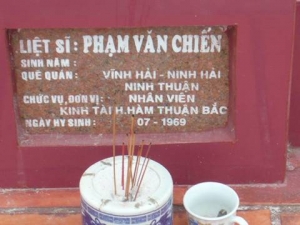 LIỆT SĨ : PHẠM VĂN CHIẾN
SINH NĂM :
QUÊ QUÁN : VĨNH HẢI - NINH HẢI
NINH THUẬN
CHỨC VỤ, ĐƠN VỊ : NHÂN VIÊN
KINH TÀI H. HÀM THUẬN BẮC
NGÀY HY SINH : 07 - 1969